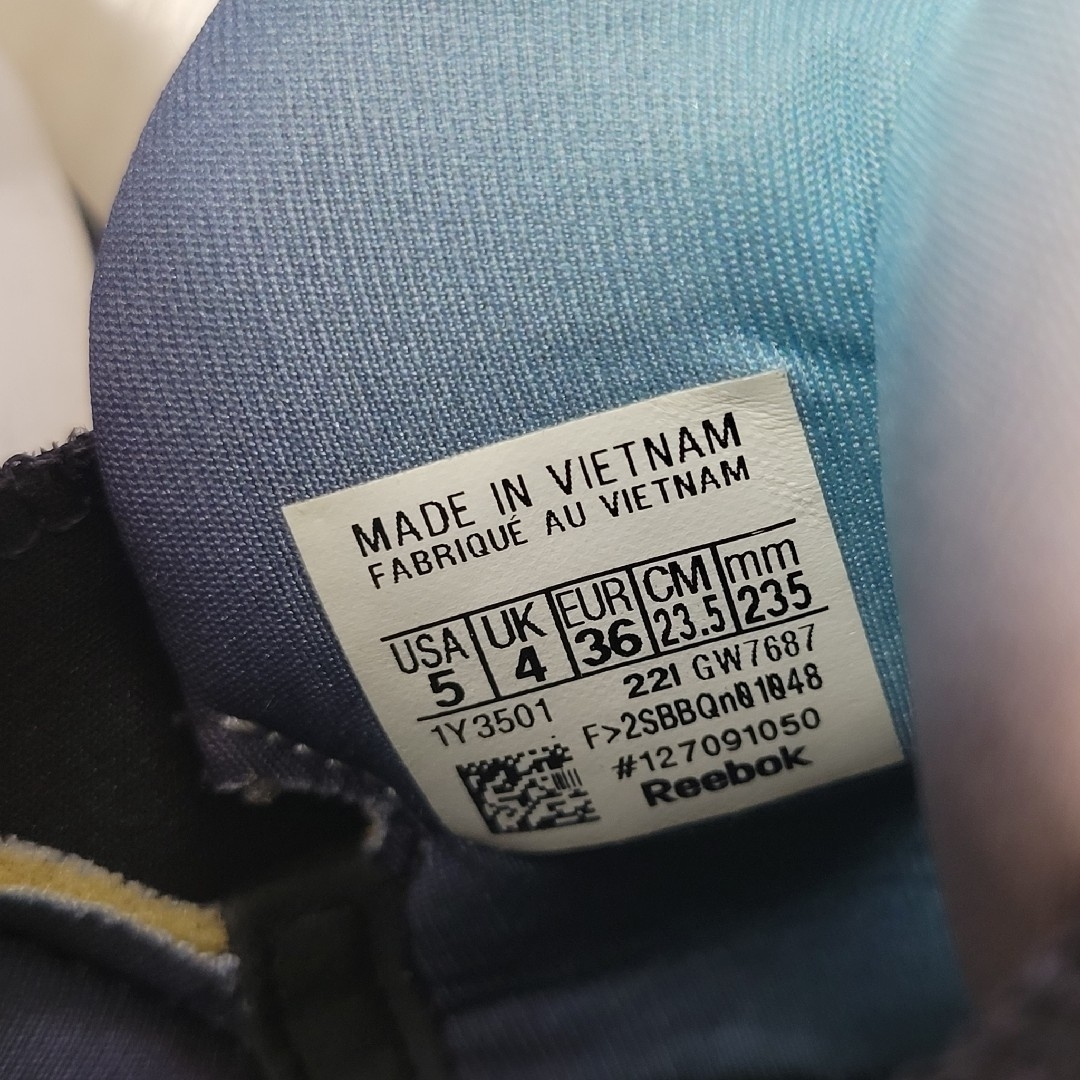 MADE IN VIETNAM
FABRIQUÉ AU VIETNAM
USA UK EUR CM mm
5 4 36 23.5 235
1Y3501 22I GW7687
F>2SBBQn01048
#127091050
Reebok